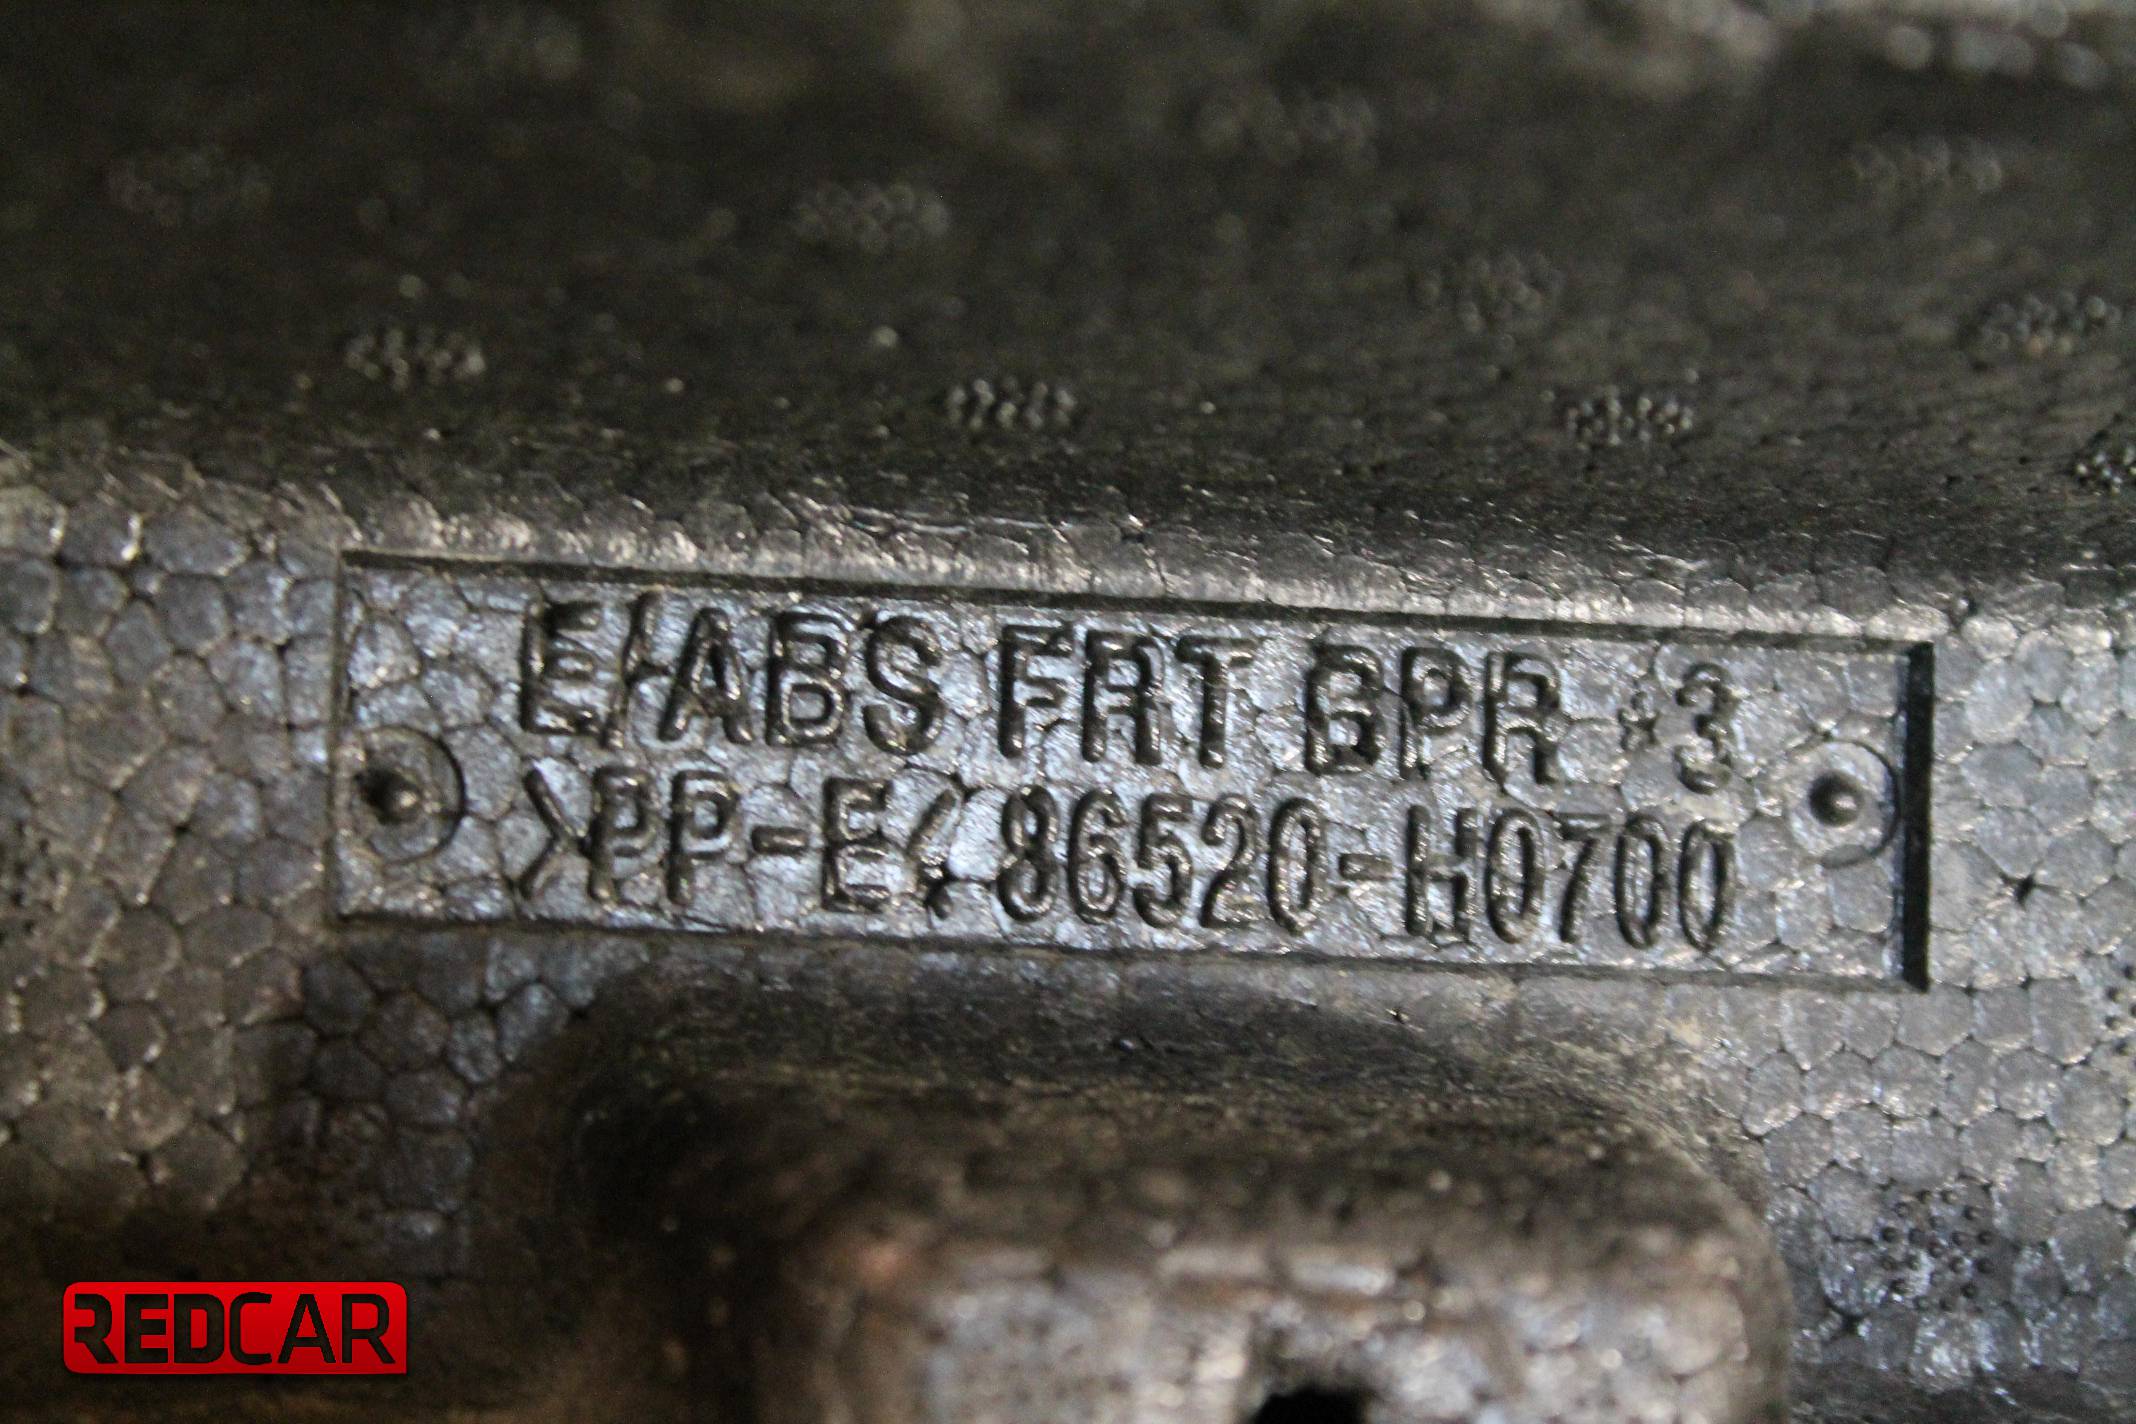 E/ABS FRT BPR *3
>PP-E< 86520-H0700
REDCAR